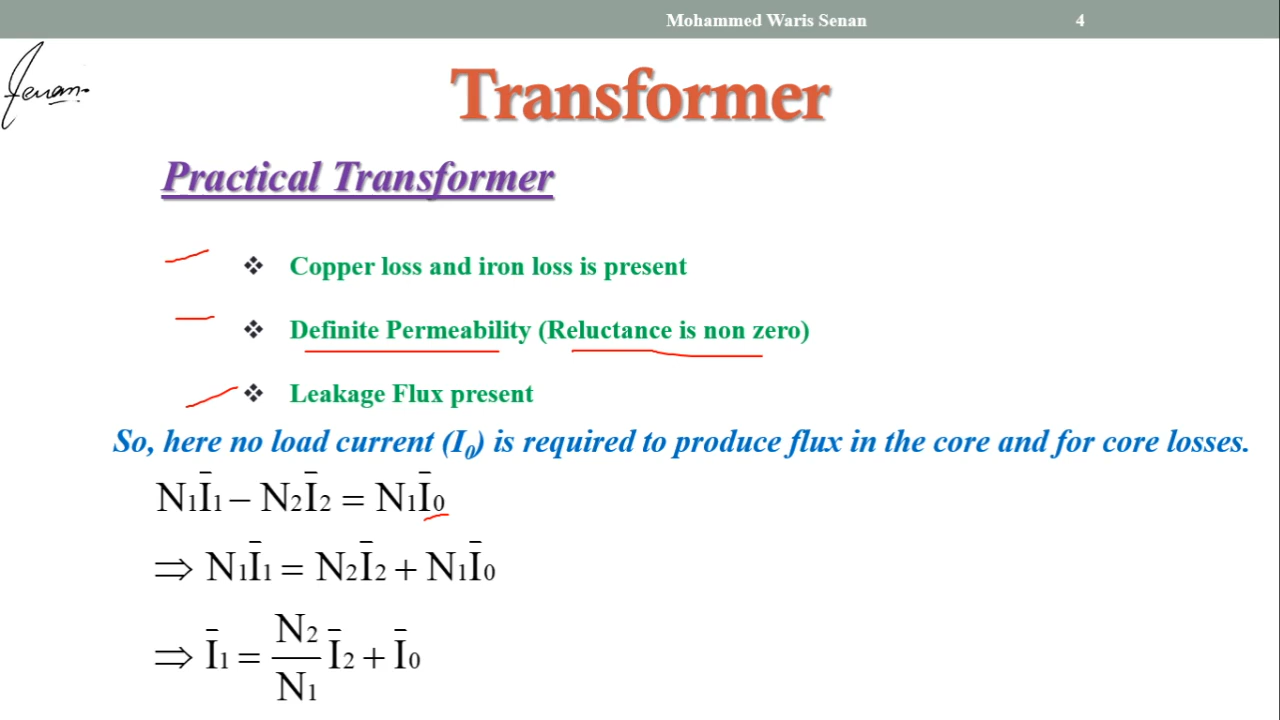 Mohammed Waris Senan 4
Senan
Transformer
Practical Transformer
❖ Copper loss and iron loss is present
❖ Definite Permeability (Reluctance is non zero)
❖ Leakage Flux present
So, here no load current (I₀) is required to produce flux in the core and for core losses.
N₁Ī₁ − N₂Ī₂ = N₁Ī₀
⇒ N₁Ī₁ = N₂Ī₂ + N₁Ī₀
⇒ Ī₁ = N₂/N₁ Ī₂ + Ī₀